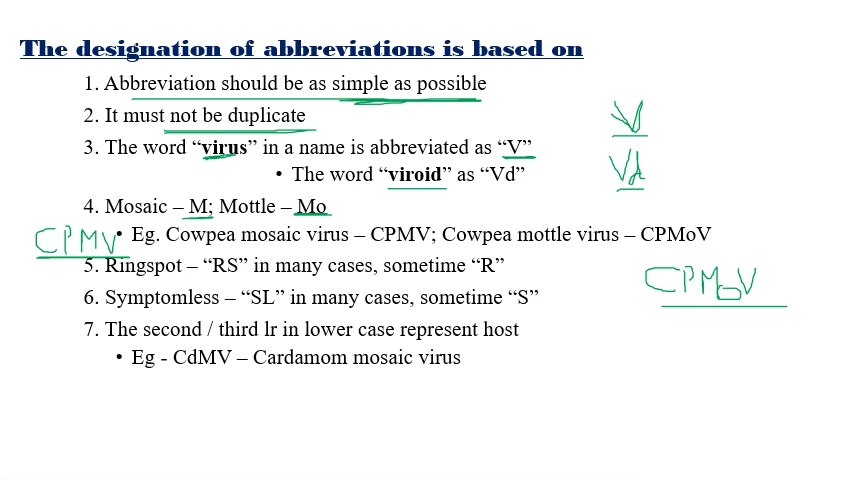 The designation of abbreviations is based on
1. Abbreviation should be as simple as possible
2. It must not be duplicate
V
3. The word “virus” in a name is abbreviated as “V”
• The word “viroid” as “Vd”
Vd
4. Mosaic – M; Mottle – Mo
• Eg. Cowpea mosaic virus – CPMV; Cowpea mottle virus – CPMoV
CPMV
5. Ringspot – “RS” in many cases, sometime “R”
CPMoV
6. Symptomless – “SL” in many cases, sometime “S”
7. The second / third lr in lower case represent host
• Eg - CdMV – Cardamom mosaic virus